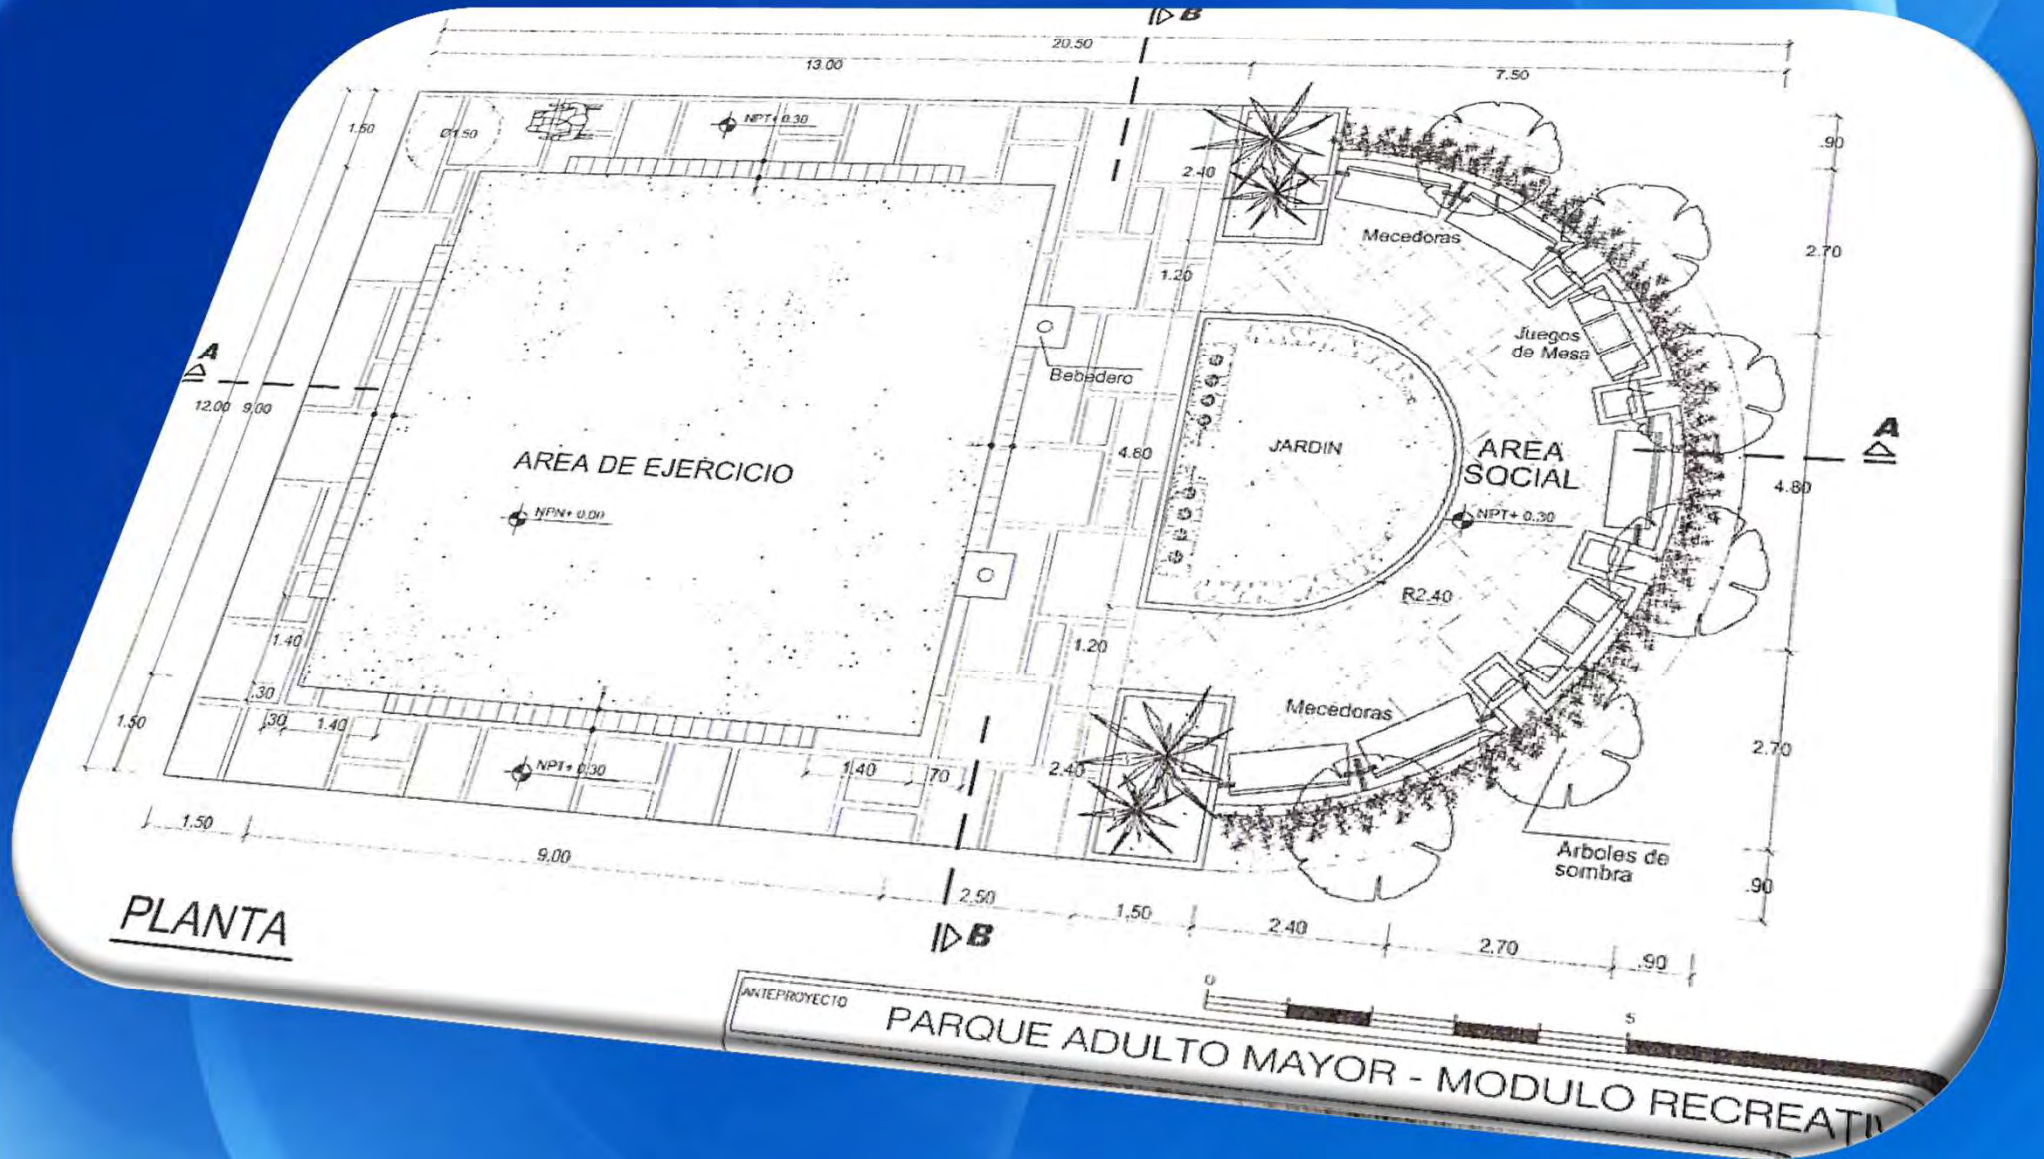 B
20.50
13.00
7.50
1.50
Ø1.50
NPT+ 0.30
.90
2.40
Mecedoras
2.70
1.20
Juegos
de Mesa
A
12.00 9.00
Bebedero
AREA DE EJERCICIO
NPN+ 0.00
4.80
JARDIN
AREA
SOCIAL
NPT+ 0.30
A
4.80
R2.40
1.40
1.20
.30
.30
1.40
Mecedoras
2.70
1.50
NPT+ 0.30
1.40
.70
2.40
Arboles de
sombra
.90
1.50
9.00
2.50
1.50
2.40
2.70
.90
B
PLANTA
0
5
ANTEPROYECTO
PARQUE ADULTO MAYOR - MODULO RECREATI